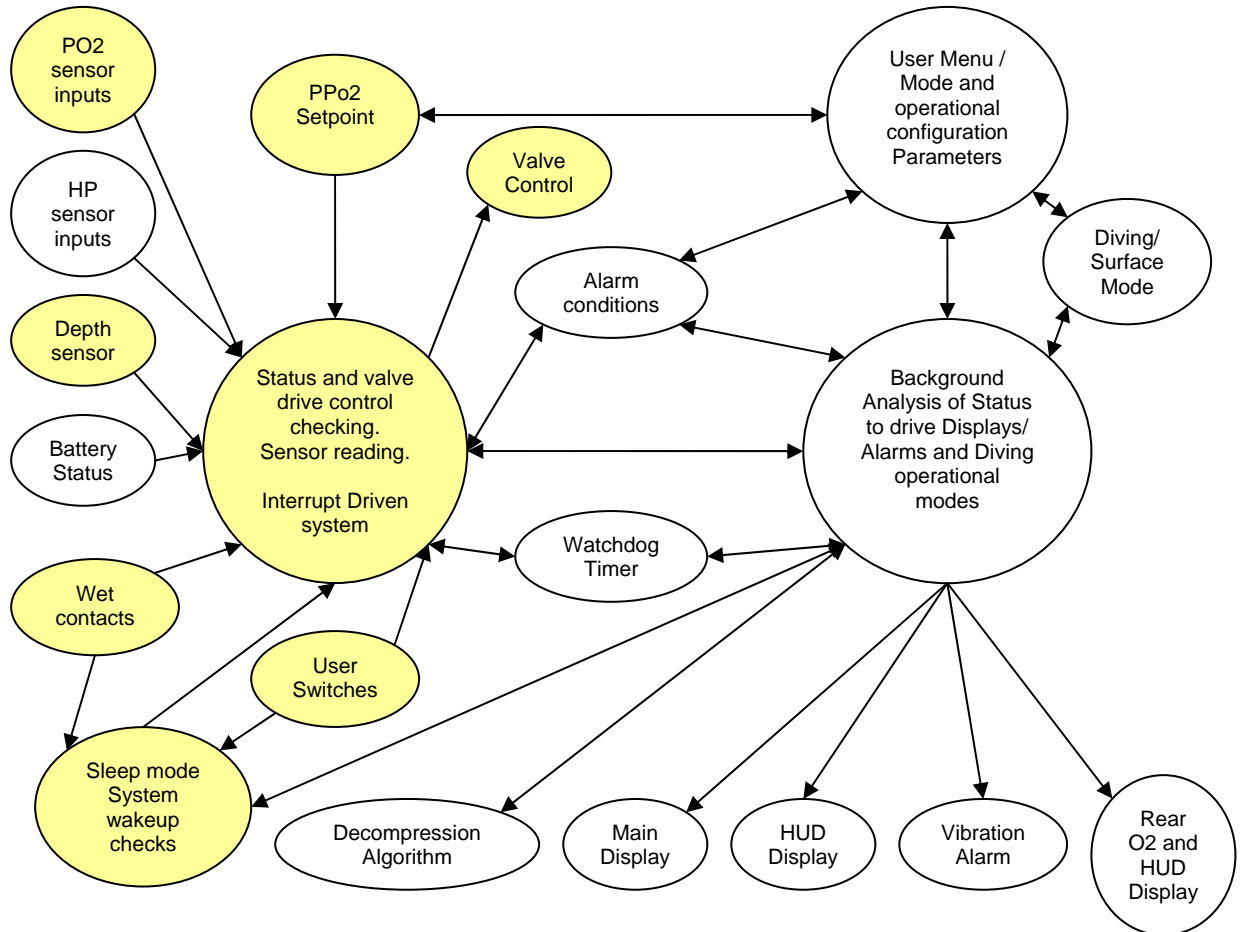 PO2
sensor
inputs
PPo2
Setpoint
User Menu /
Mode and
operational
configuration
Parameters
Valve
Control
HP
sensor
inputs
Diving/
Surface
Mode
Alarm
conditions
Depth
sensor
Status and valve
drive control
checking.
Sensor reading.
Interrupt Driven
system
Background
Analysis of Status
to drive Displays/
Alarms and Diving
operational
modes
Battery
Status
Watchdog
Timer
Wet
contacts
User
Switches
Sleep mode
System
wakeup
checks
Decompression
Algorithm
Main
Display
HUD
Display
Vibration
Alarm
Rear
O2 and
HUD
Display